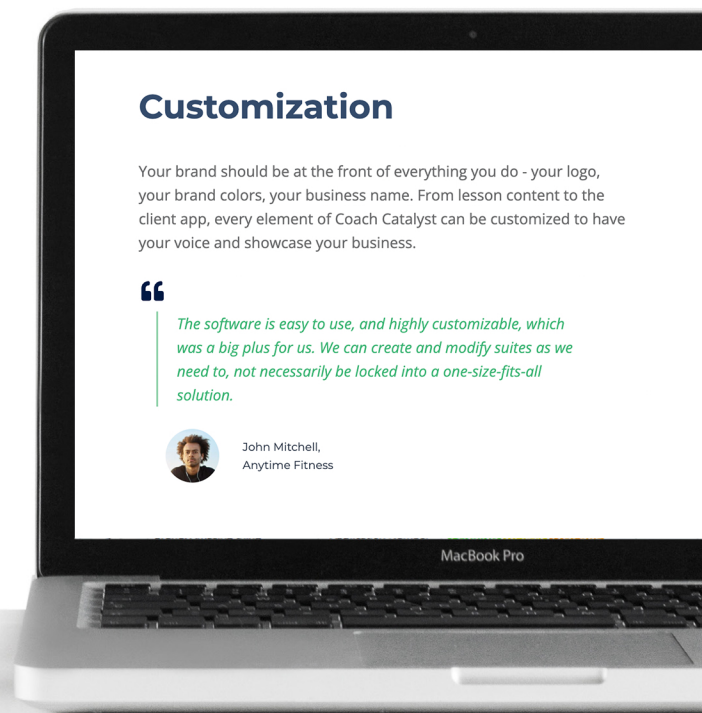 Customization
Your brand should be at the front of everything you do - your logo,
your brand colors, your business name. From lesson content to the
client app, every element of Coach Catalyst can be customized to have
your voice and showcase your business.
The software is easy to use, and highly customizable, which
was a big plus for us. We can create and modify suites as we
need to, not necessarily be locked into a one-size-fits-all
solution.
John Mitchell,
Anytime Fitness
MacBook Pro